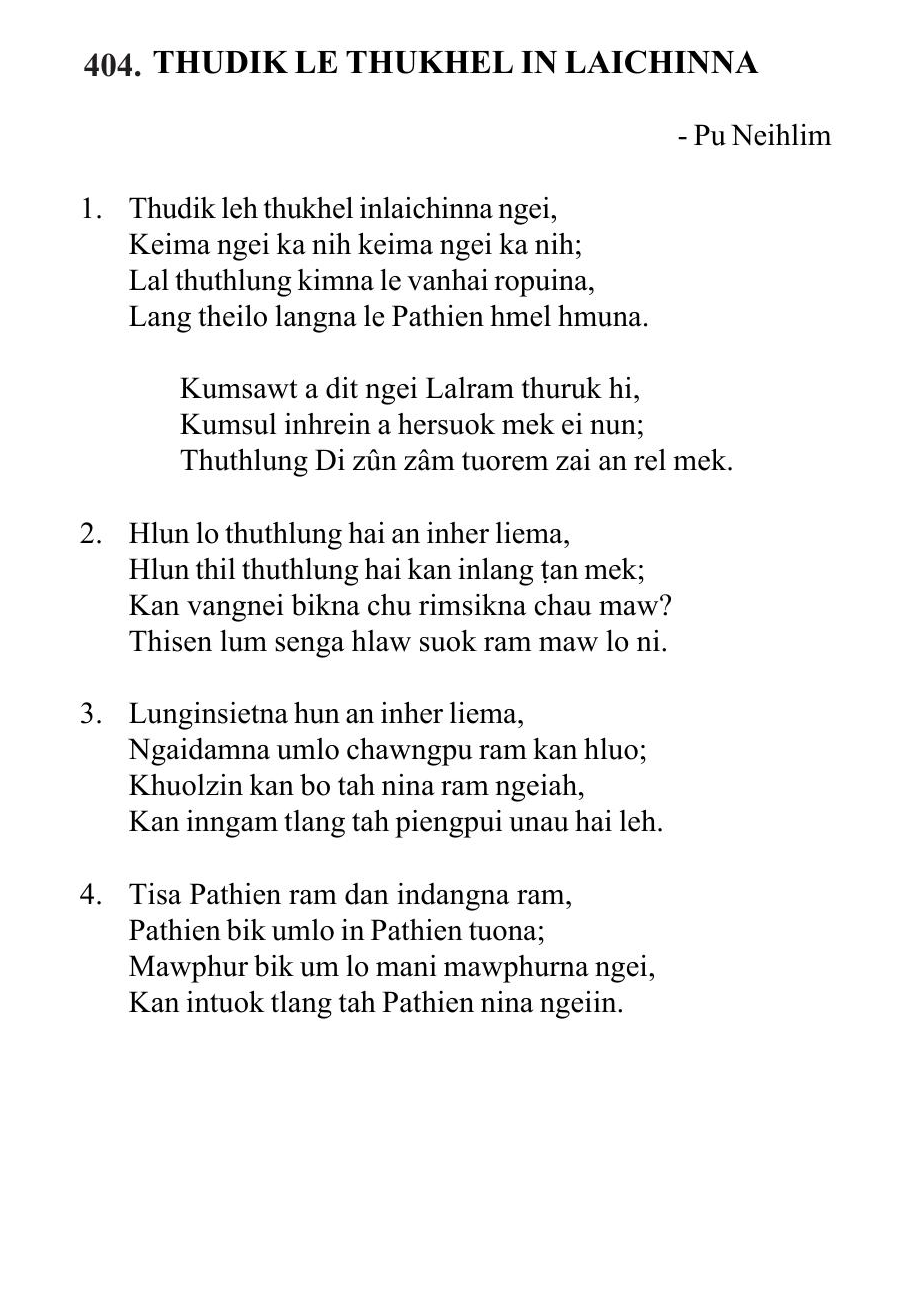 404. THUDIK LE THUKHEL IN LAICHINNA
- Pu Neihlim
1. Thudik leh thukhel inlaichinna ngei,
Keima ngei ka nih keima ngei ka nih;
Lal thuthlung kimna le vanhai ropuina,
Lang theilo langna le Pathien hmel hmuna.
Kumsawt a dit ngei Lalram thuruk hi,
Kumsul inhrein a hersuok mek ei nun;
Thuthlung Di zûn zâm tuorem zai an rel mek.
2. Hlun lo thuthlung hai an inher liema,
Hlun thil thuthlung hai kan inlang ṭan mek;
Kan vangnei bikna chu rimsikna chau maw?
Thisen lum senga hlaw suok ram maw lo ni.
3. Lunginsietna hun an inher liema,
Ngaidamna umlo chawngpu ram kan hluo;
Khuolzin kan bo tah nina ram ngeiah,
Kan inngam tlang tah piengpui unau hai leh.
4. Tisa Pathien ram dan indangna ram,
Pathien bik umlo in Pathien tuona;
Mawphur bik um lo mani mawphurna ngei,
Kan intuok tlang tah Pathien nina ngeiin.